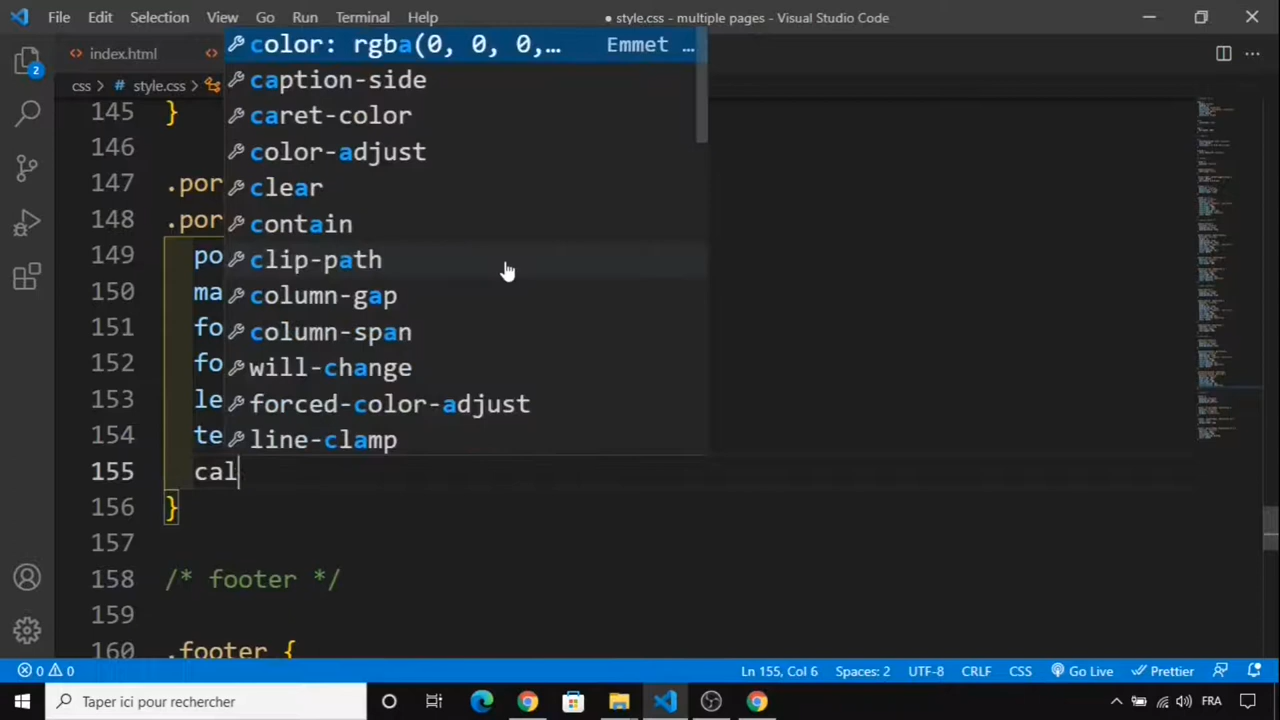 File Edit Selection View Go Run Terminal Help ● style.css - multiple pages - Visual Studio Code
index.html
css > # style.css >
color: rgba(0, 0, 0,… Emmet …
caption-side
caret-color
color-adjust
clear
contain
clip-path
column-gap
column-span
will-change
forced-color-adjust
line-clamp
145 }
146
147 .por
148 .por
149 po
150 ma
151 fo
152 fo
153 le
154 te
155 cal
156 }
157
158 /* footer */
159
160 .footer {
2
0 0 Ln 155, Col 6 Spaces: 2 UTF-8 CRLF CSS Go Live Prettier
Taper ici pour rechercher FRA